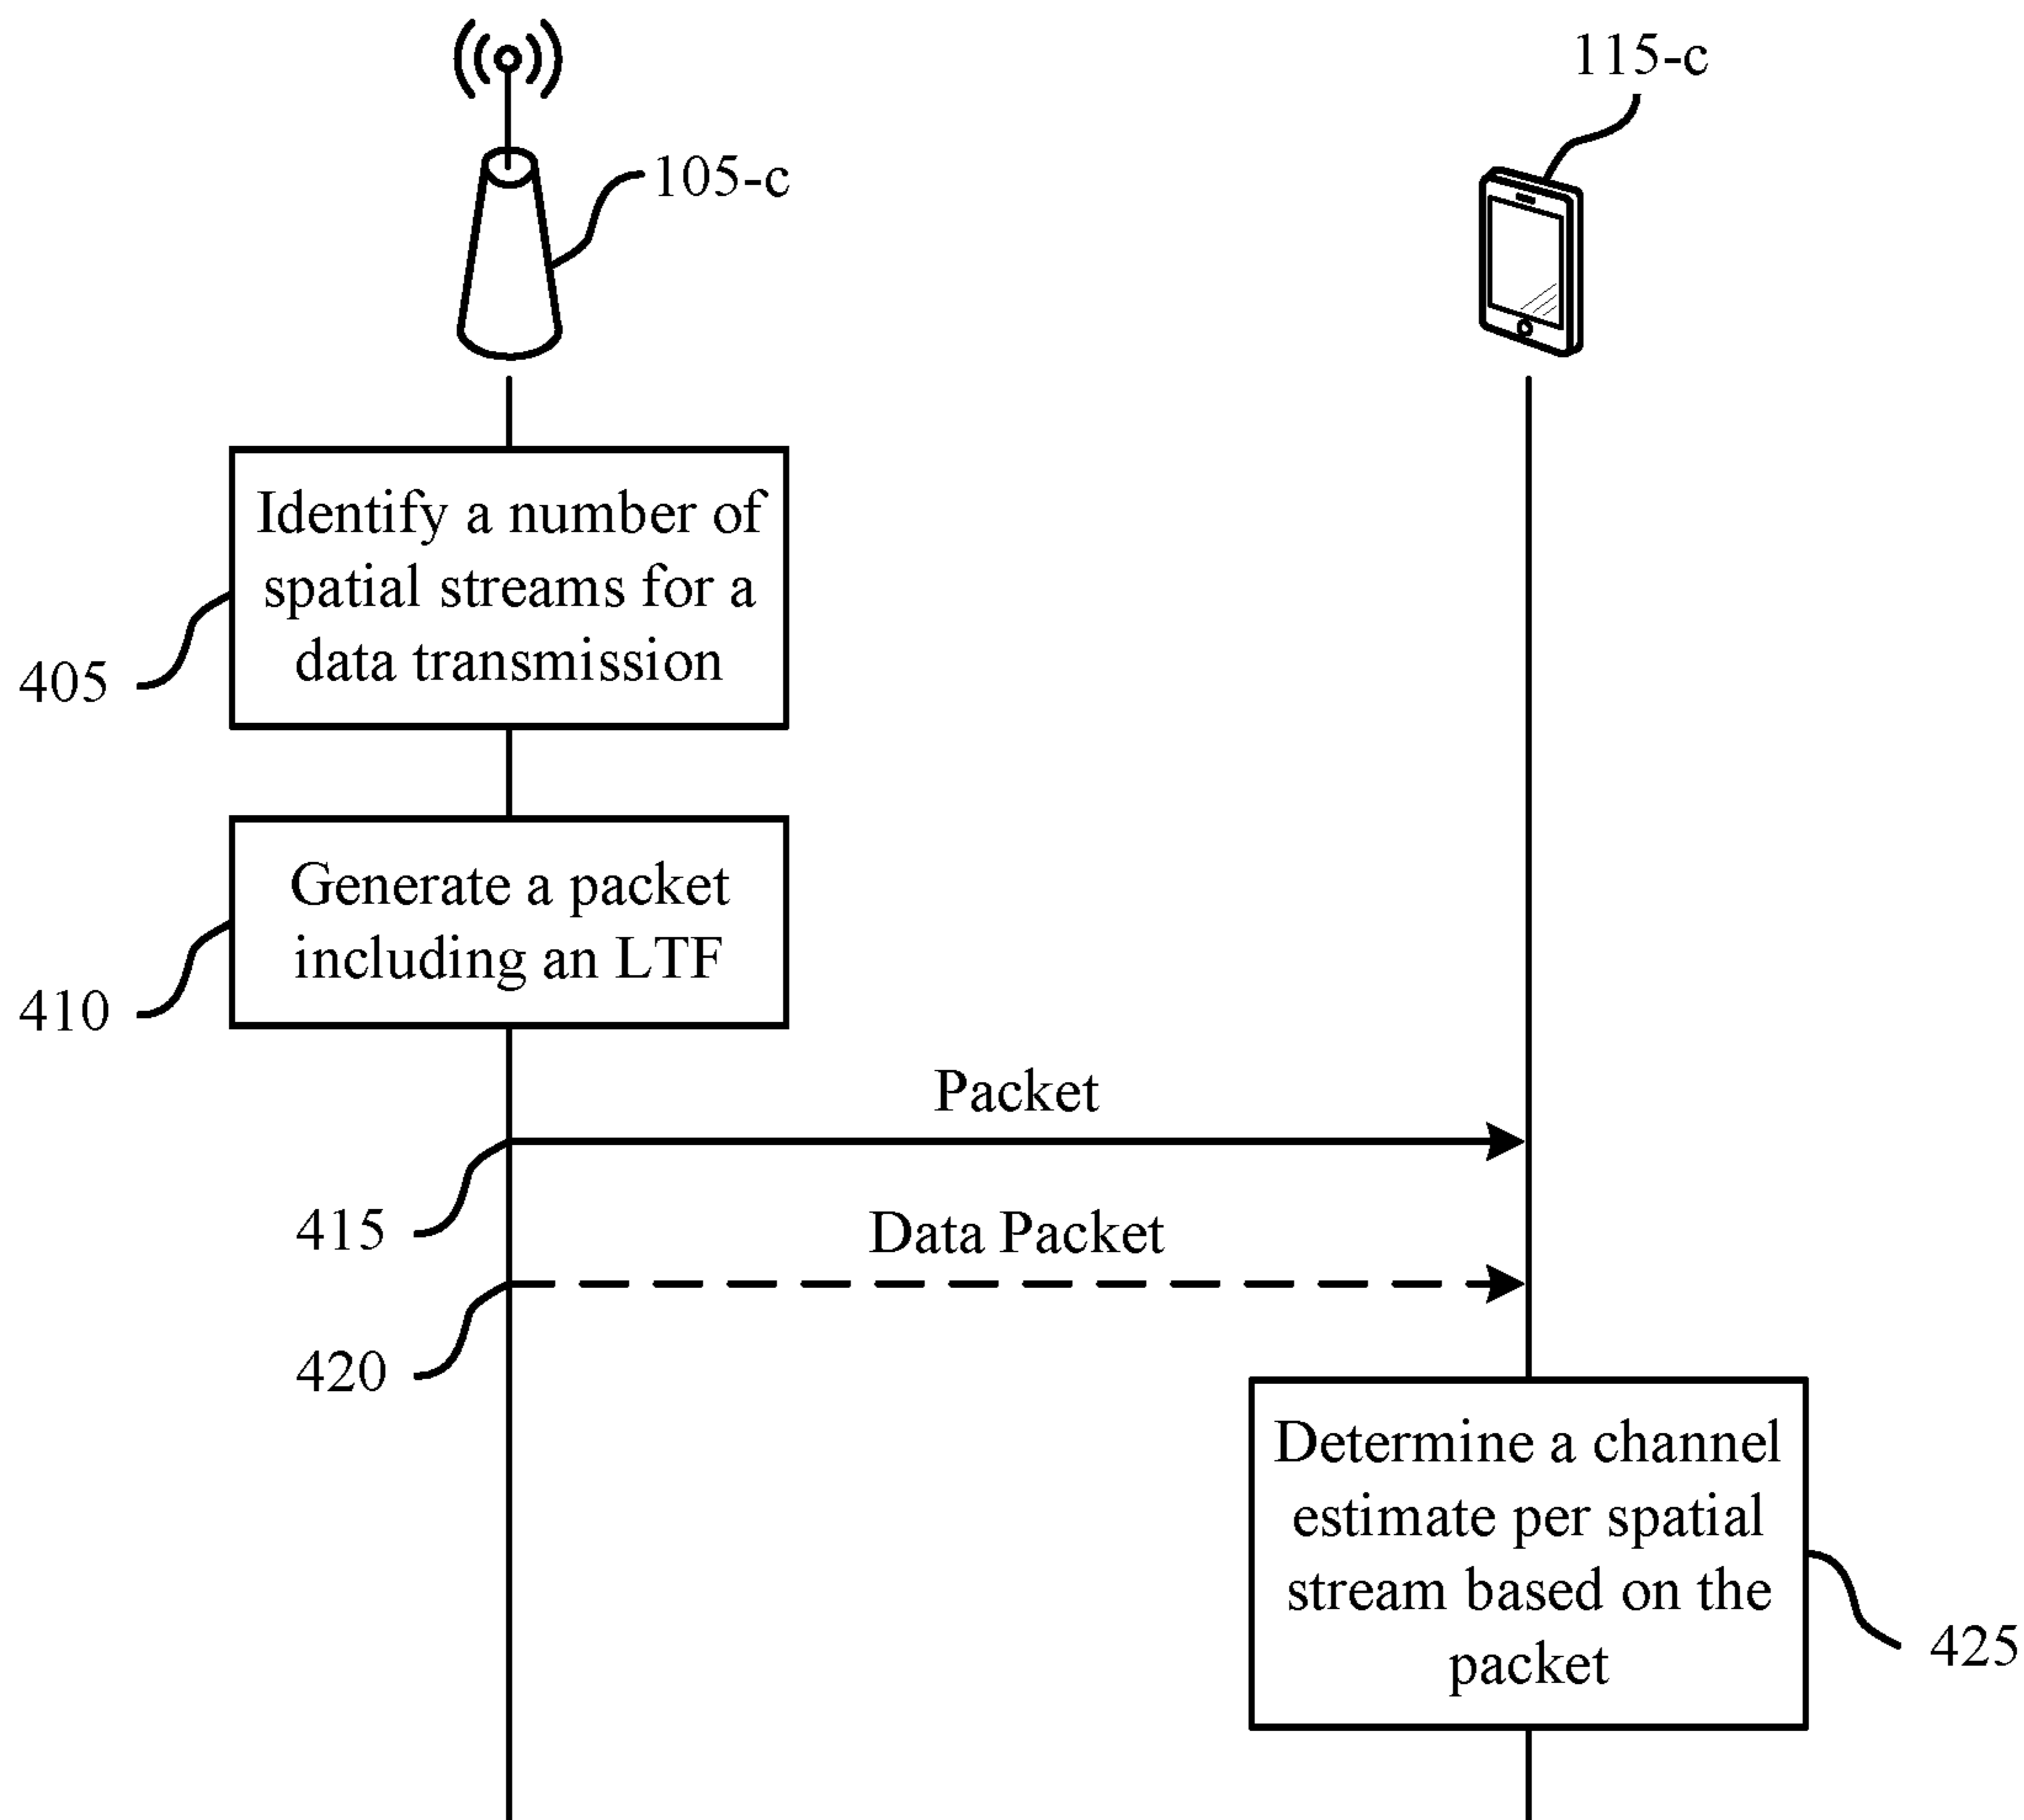 115-c
105-c
Identify a number of
spatial streams for a
data transmission
405
Generate a packet
including an LTF
410
Packet
415
Data Packet
420
Determine a channel
estimate per spatial
stream based on the
packet
425